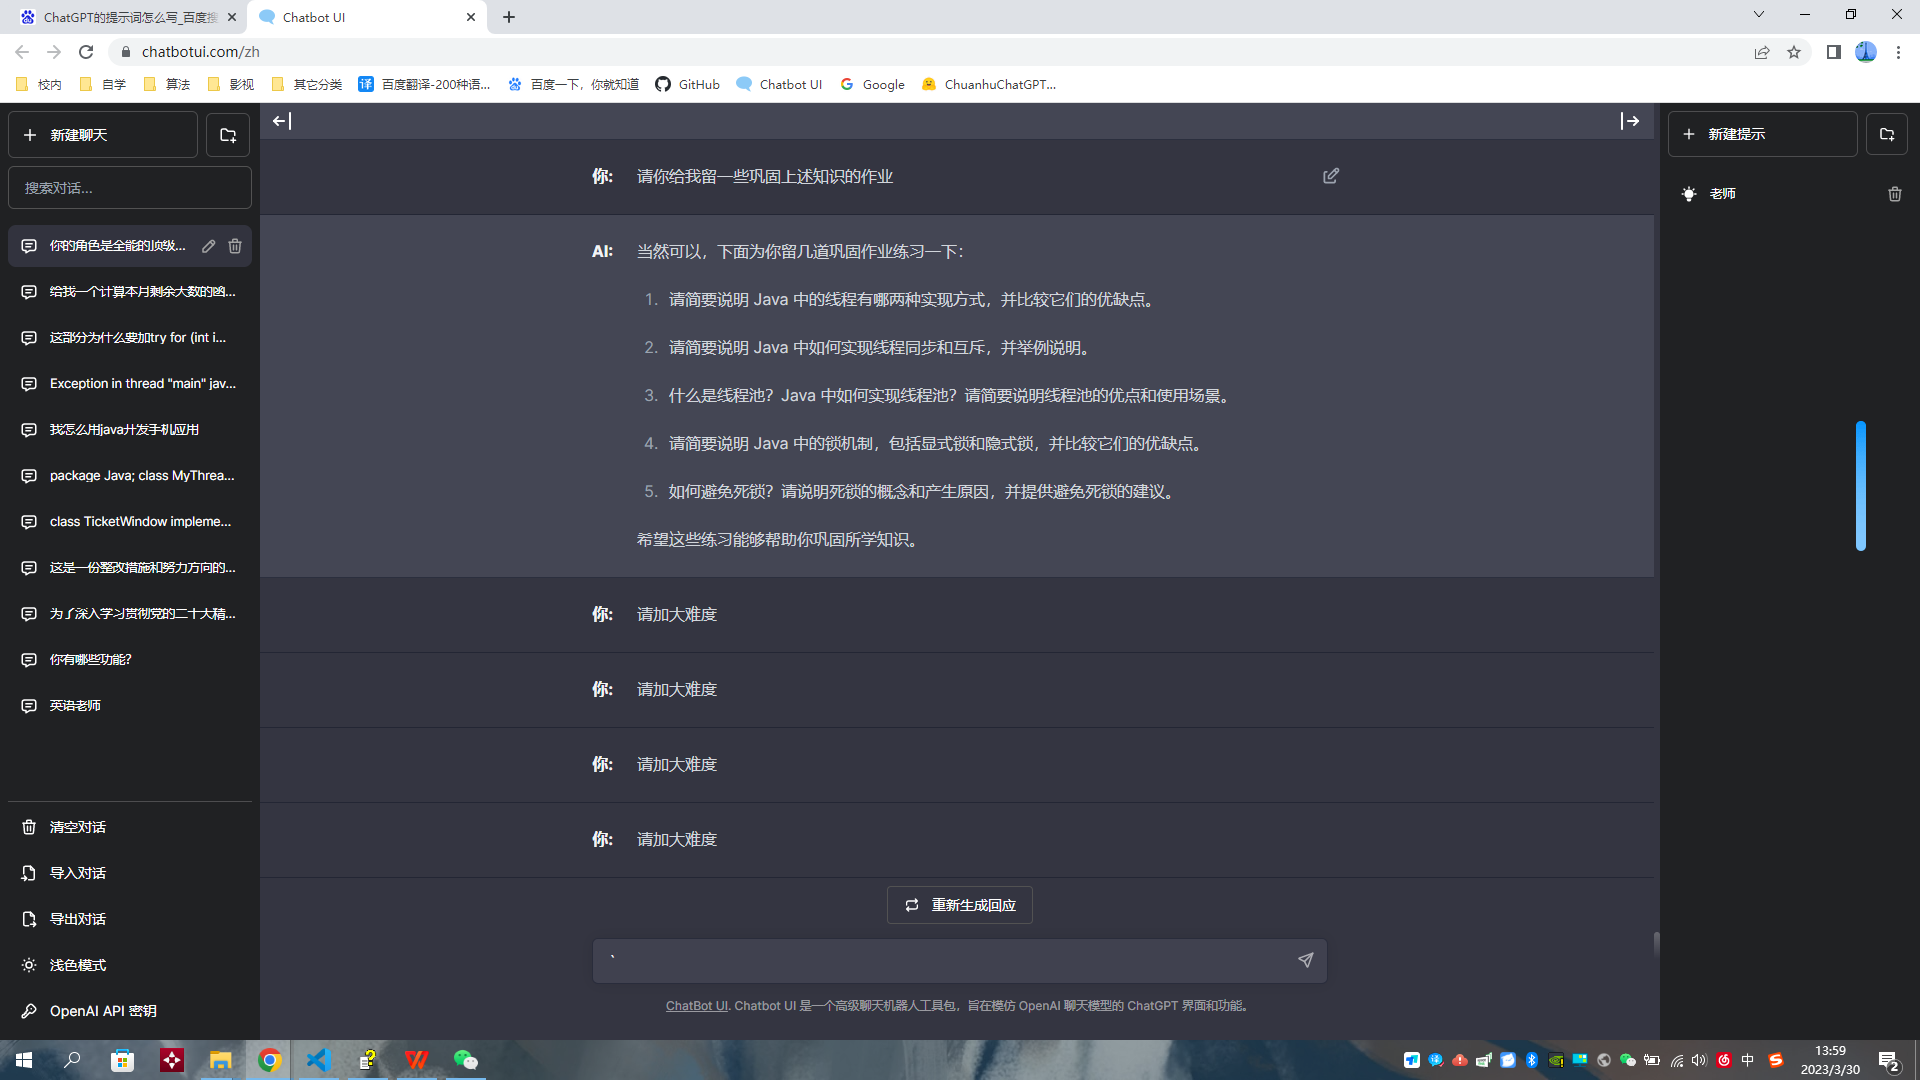 ChatGPT的提示词怎么写_百度搜
Chatbot UI
chatbotui.com/zh
校内
自学
算法
影视
其它分类
百度翻译-200种语...
百度一下，你就知道
GitHub
Chatbot UI
Google
ChuanhuChatGPT...
新建聊天
搜索对话...
你的角色是全能的顶级...
给我一个计算本月剩余天数的函...
这部分为什么要加try for (int i...
Exception in thread "main" jav...
我怎么用java开发手机应用
package Java; class MyThrea...
class TicketWindow impleme...
这是一份整改措施和努力方向的...
为了深入学习贯彻党的二十大精...
你有哪些功能?
英语老师
清空对话
导入对话
导出对话
浅色模式
OpenAI API 密钥
你: 请你给我留一些巩固上述知识的作业
AI: 当然可以，下面为你留几道巩固作业练习一下：
1. 请简要说明 Java 中的线程有哪两种实现方式，并比较它们的优缺点。
2. 请简要说明 Java 中如何实现线程同步和互斥，并举例说明。
3. 什么是线程池？Java 中如何实现线程池？请简要说明线程池的优点和使用场景。
4. 请简要说明 Java 中的锁机制，包括显式锁和隐式锁，并比较它们的优缺点。
5. 如何避免死锁？请说明死锁的概念和产生原因，并提供避免死锁的建议。
希望这些练习能够帮助你巩固所学知识。
你: 请加大难度
你: 请加大难度
你: 请加大难度
你: 请加大难度
重新生成回应
`
ChatBot UI. Chatbot UI 是一个高级聊天机器人工具包，旨在模仿 OpenAI 聊天模型的 ChatGPT 界面和功能。
新建提示
老师
译
中
13:59
2023/3/30
2